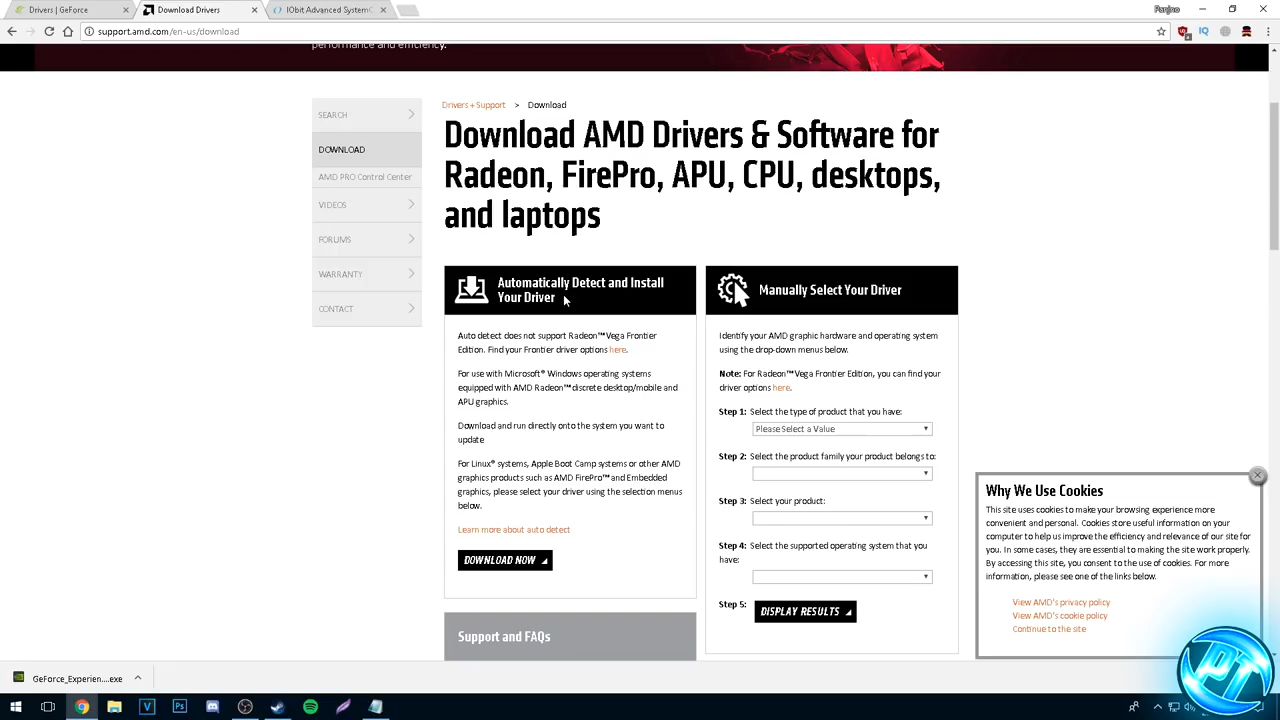 Drivers | GeForce
Download Drivers
IObit Advanced SystemC
Panjno
support.amd.com/en-us/download
performance and efficiency.
SEARCH
DOWNLOAD
AMD PRO Control Center
VIDEOS
FORUMS
WARRANTY
CONTACT
Drivers + Support > Download
Download AMD Drivers & Software for
Radeon, FirePro, APU, CPU, desktops,
and laptops
Automatically Detect and Install
Your Driver
Auto detect does not support Radeon™ Vega Frontier
Edition. Find your Frontier driver options here.
For use with Microsoft® Windows operating systems
equipped with AMD Radeon™ discrete desktop/mobile and
APU graphics.
Download and run directly onto the system you want to
update
For Linux® systems, Apple Boot Camp systems or other AMD
graphics products such as AMD FirePro™ and Embedded
graphics, please select your driver using the selection menus
below.
Learn more about auto detect
DOWNLOAD NOW
Support and FAQs
Manually Select Your Driver
Identify your AMD graphic hardware and operating system
using the drop-down menus below.
Note: For Radeon™ Vega Frontier Edition, you can find your
driver options here.
Step 1: Select the type of product that you have:
Please Select a Value
Step 2: Select the product family your product belongs to:
Step 3: Select your product:
Step 4: Select the supported operating system that you
have:
Step 5: DISPLAY RESULTS
Why We Use Cookies
This site uses cookies to make your browsing experience more
convenient and personal. Cookies store useful information on your
computer to help us improve the efficiency and relevance of our site for
you. In some cases, they are essential to making the site work properly.
By accessing this site, you consent to the use of cookies. For more
information, please see one of the links below.
View AMD's privacy policy
View AMD's cookie policy
Continue to the site
GeForce_Experien....exe
PT